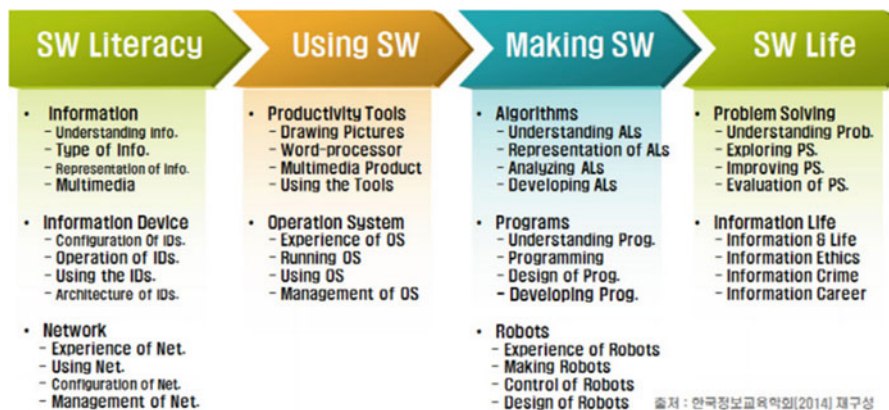 SW Literacy
Using SW
Making SW
SW Life
• Information
- Understanding Info.
- Type of Info.
- Representation of Info.
- Multimedia
• Information Device
- Configuration Of IDs.
- Operation of IDs.
- Using the IDs.
- Architecture of IDs.
• Network
- Experience of Net.
- Using Net.
- Configuration of Net.
- Management of Net.
• Productivity Tools
- Drawing Pictures
- Word-processor
- Multimedia Product
- Using the Tools
• Operation System
- Experience of OS
- Running OS
- Using OS
- Management of OS
• Algorithms
- Understanding ALs
- Representation of ALs
- Analyzing ALs
- Developing ALs
• Programs
- Understanding Prog.
- Programming
- Design of Prog.
- Developing Prog.
• Robots
- Experience of Robots
- Making Robots
- Control of Robots
- Design of Robots
• Problem Solving
- Understanding Prob.
- Exploring PS.
- Improving PS.
- Evaluation of PS.
• Information Life
- Information & Life
- Information Ethics
- Information Crime
- Information Career
출처 : 한국정보교육학회(2014) 재구성